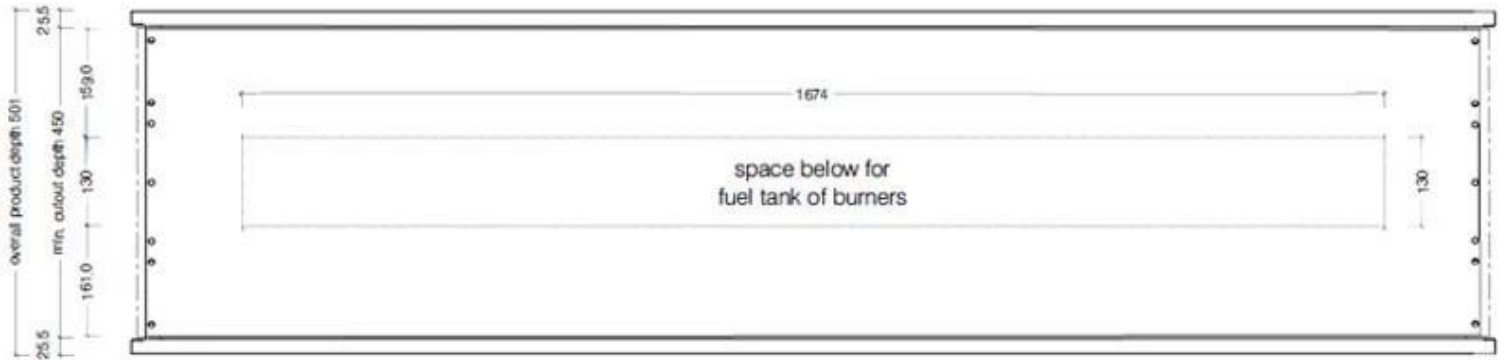 25.5
overall product depth 501
min. cutout depth 450
159.0
130
161.0
25.5
1674
space below for
fuel tank of burners
130